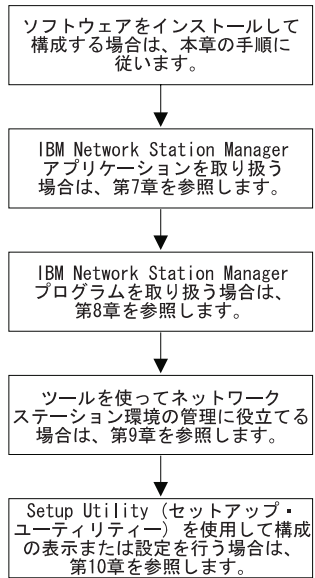 ソフトウェアをインストールして
構成する場合は、本章の手順に
従います。
IBM Network Station Manager
アプリケーションを取り扱う
場合は、第7章を参照します。
IBM Network Station Manager
プログラムを取り扱う場合は、
第8章を参照します。
ツールを使ってネットワーク
ステーション環境の管理に役立てる
場合は、第9章を参照します。
Setup Utility (セットアップ・
ユーティリティー) を使用して構成
の表示または設定を行う場合は、
第10章を参照します。